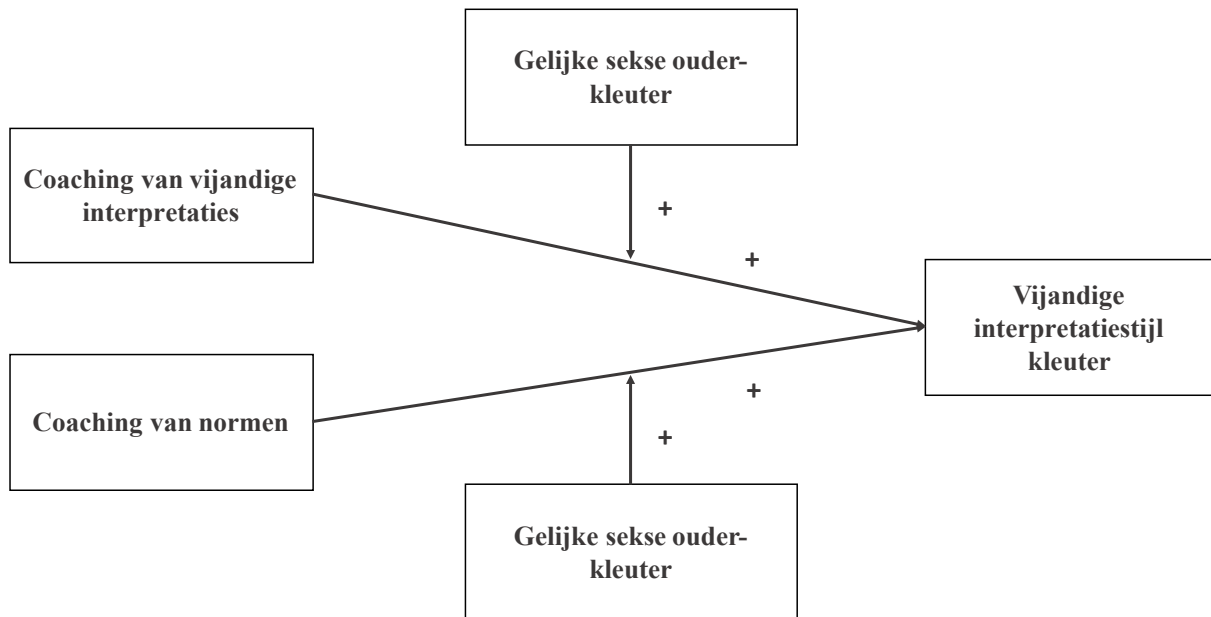 Gelijke sekse ouder-
kleuter
Coaching van vijandige
interpretaties
+
+
Vijandige
interpretatiestijl
kleuter
Coaching van normen
+
+
Gelijke sekse ouder-
kleuter